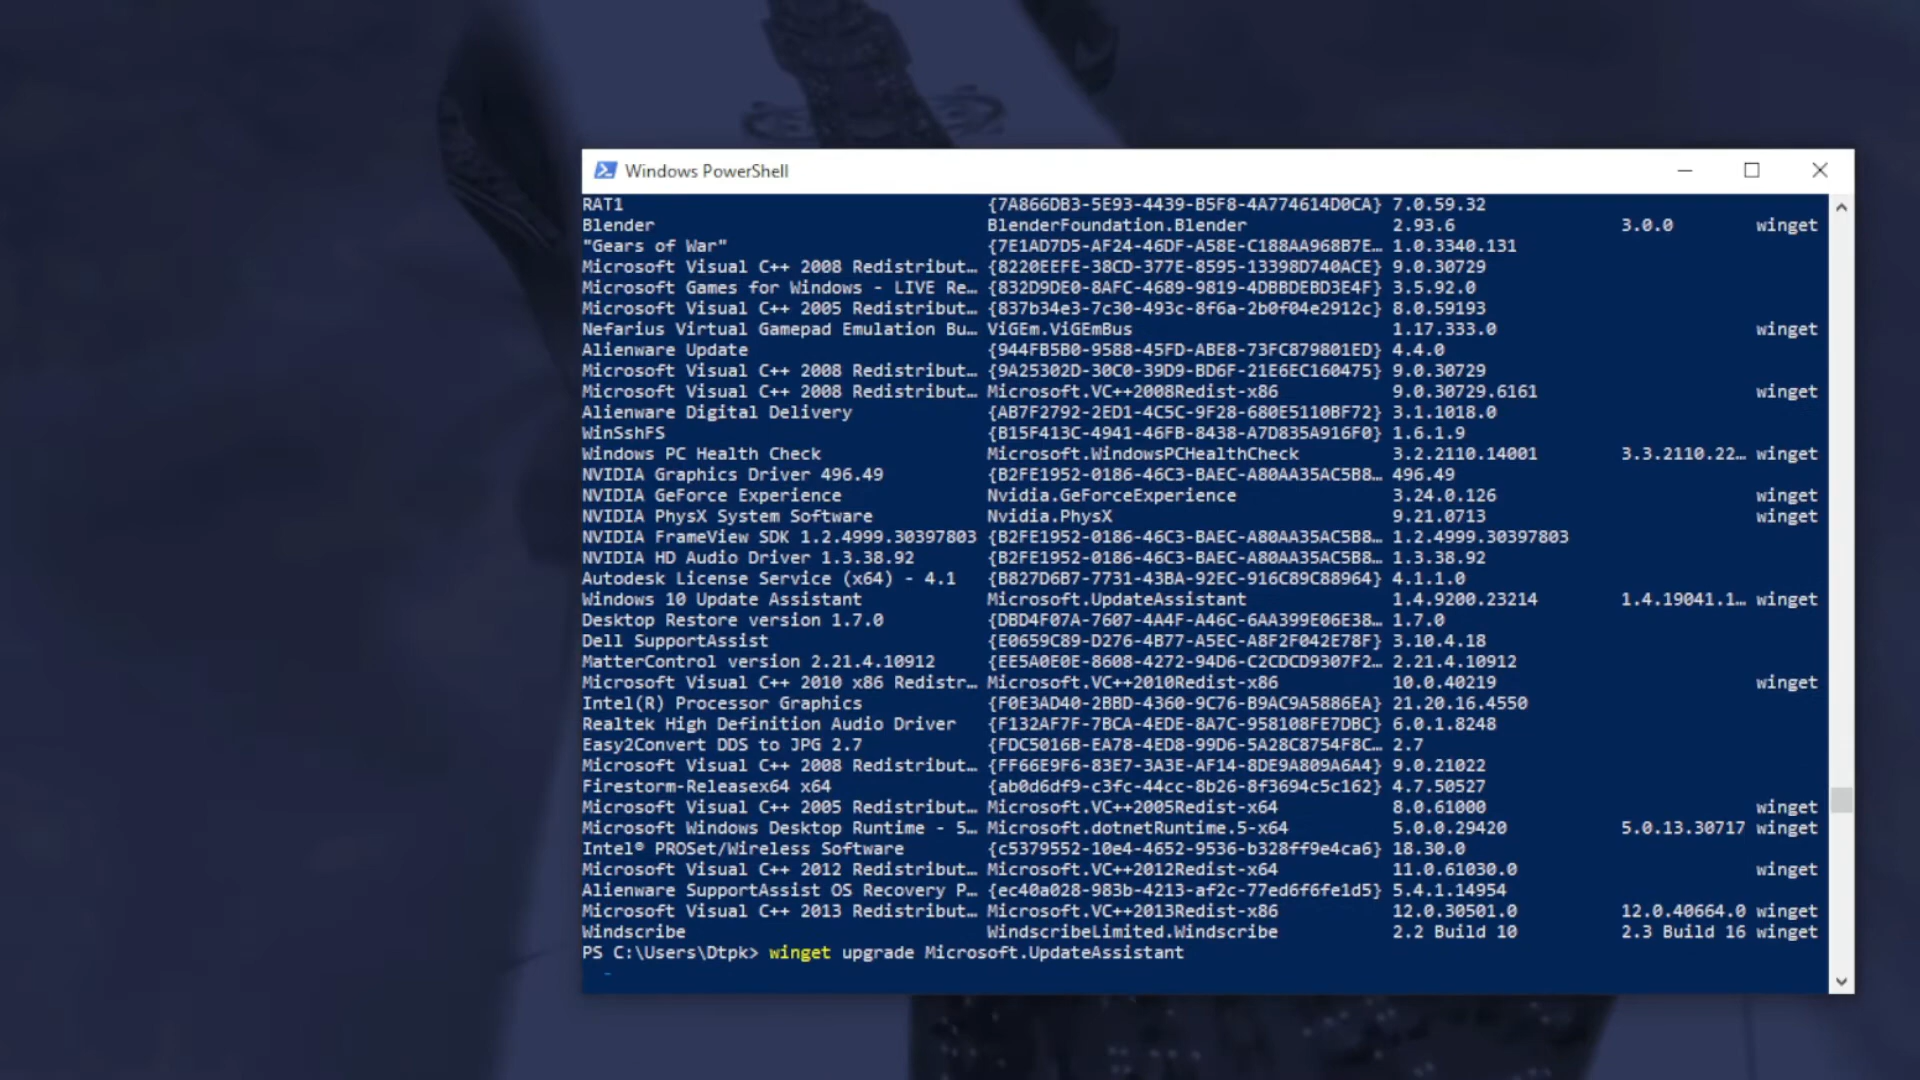 Windows PowerShell
RAT1 {7A866DB3-5E93-4439-B5F8-4A774614D0CA} 7.0.59.32
Blender BlenderFoundation.Blender 2.93.6 3.0.0 winget
"Gears of War" {7E1AD7D5-AF24-46DF-A58E-C188AA968B7E… 1.0.3340.131
Microsoft Visual C++ 2008 Redistribut… {8220EEFE-38CD-377E-8595-13398D740ACE} 9.0.30729
Microsoft Games for Windows - LIVE Re… {832D9DE0-8AFC-4689-9819-4DBBDEBD3E4F} 3.5.92.0
Microsoft Visual C++ 2005 Redistribut… {837b34e3-7c30-493c-8f6a-2b0f04e2912c} 8.0.59193
Nefarius Virtual Gamepad Emulation Bu… ViGEm.ViGEmBus 1.17.333.0 winget
Alienware Update {944FB5B0-9588-45FD-ABE8-73FC879801ED} 4.4.0
Microsoft Visual C++ 2008 Redistribut… {9A25302D-30C0-39D9-BD6F-21E6EC160475} 9.0.30729
Microsoft Visual C++ 2008 Redistribut… Microsoft.VC++2008Redist-x86 9.0.30729.6161 winget
Alienware Digital Delivery {AB7F2792-2ED1-4C5C-9F28-680E5110BF72} 3.1.1018.0
WinSshFS {B15F413C-4941-46FB-8438-A7D835A916F0} 1.6.1.9
Windows PC Health Check Microsoft.WindowsPCHealthCheck 3.2.2110.14001 3.3.2110.22… winget
NVIDIA Graphics Driver 496.49 {B2FE1952-0186-46C3-BAEC-A80AA35AC5B8… 496.49
NVIDIA GeForce Experience Nvidia.GeForceExperience 3.24.0.126 winget
NVIDIA PhysX System Software Nvidia.PhysX 9.21.0713 winget
NVIDIA FrameView SDK 1.2.4999.30397803 {B2FE1952-0186-46C3-BAEC-A80AA35AC5B8… 1.2.4999.30397803
NVIDIA HD Audio Driver 1.3.38.92 {B2FE1952-0186-46C3-BAEC-A80AA35AC5B8… 1.3.38.92
Autodesk License Service (x64) - 4.1 {B827D6B7-7731-43BA-92EC-916C89C88964} 4.1.1.0
Windows 10 Update Assistant Microsoft.UpdateAssistant 1.4.9200.23214 1.4.19041.1… winget
Desktop Restore version 1.7.0 {DBD4F07A-7607-4A4F-A46C-6AA399E06E38… 1.7.0
Dell SupportAssist {E0659C89-D276-4B77-A5EC-A8F2F042E78F} 3.10.4.18
MatterControl version 2.21.4.10912 {EE5A0E0E-8608-4272-94D6-C2CDCD9307F2… 2.21.4.10912
Microsoft Visual C++ 2010 x86 Redistr… Microsoft.VC++2010Redist-x86 10.0.40219 winget
Intel(R) Processor Graphics {F0E3AD40-2BBD-4360-9C76-B9AC9A5886EA} 21.20.16.4550
Realtek High Definition Audio Driver {F132AF7F-7BCA-4EDE-8A7C-958108FE7DBC} 6.0.1.8248
Easy2Convert DDS to JPG 2.7 {FDC5016B-EA78-4ED8-99D6-5A28C8754F8C… 2.7
Microsoft Visual C++ 2008 Redistribut… {FF66E9F6-83E7-3A3E-AF14-8DE9A809A6A4} 9.0.21022
Firestorm-Releasex64 x64 {ab0d6df9-c3fc-44cc-8b26-8f3694c5c162} 4.7.50527
Microsoft Visual C++ 2005 Redistribut… Microsoft.VC++2005Redist-x64 8.0.61000 winget
Microsoft Windows Desktop Runtime - 5… Microsoft.dotnetRuntime.5-x64 5.0.0.29420 5.0.13.30717 winget
Intel® PROSet/Wireless Software {c5379552-10e4-4652-9536-b328ff9e4ca6} 18.30.0
Microsoft Visual C++ 2012 Redistribut… Microsoft.VC++2012Redist-x64 11.0.61030.0 winget
Alienware SupportAssist OS Recovery P… {ec40a028-983b-4213-af2c-77ed6f6fe1d5} 5.4.1.14954
Microsoft Visual C++ 2013 Redistribut… Microsoft.VC++2013Redist-x86 12.0.30501.0 12.0.40664.0 winget
Windscribe WindscribeLimited.Windscribe 2.2 Build 10 2.3 Build 16 winget
PS C:\Users\Dtpk> winget upgrade Microsoft.UpdateAssistant